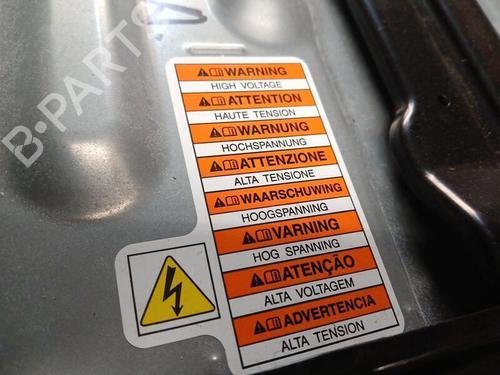 B-PARTS
WARNING
HIGH VOLTAGE
ATTENTION
HAUTE TENSION
WARNUNG
HOCHSPANNUNG
ATTENZIONE
ALTA TENSIONE
WAARSCHUWING
HOOGSPANNING
VARNING
HOG SPANNING
ATENÇÃO
ALTA VOLTAGEM
ADVERTENCIA
ALTA TENSION